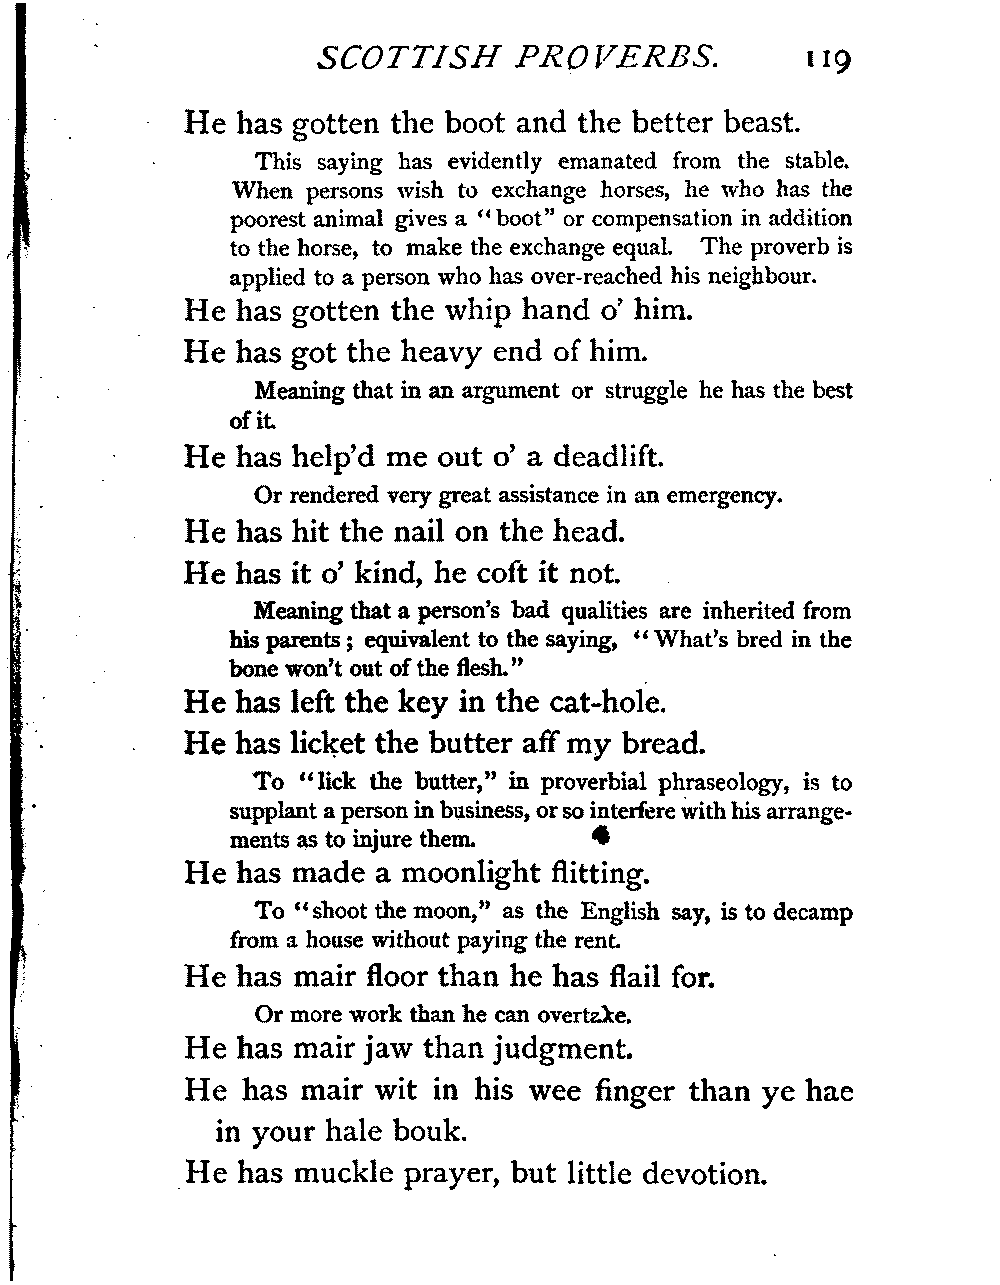 SCOTTISH PROVERBS. 119
He has gotten the boot and the better beast.
This saying has evidently emanated from the stable.
When persons wish to exchange horses, he who has the
poorest animal gives a “boot” or compensation in addition
to the horse, to make the exchange equal. The proverb is
applied to a person who has over-reached his neighbour.
He has gotten the whip hand o’ him.
He has got the heavy end of him.
Meaning that in an argument or struggle he has the best
of it.
He has help’d me out o’ a deadlift.
Or rendered very great assistance in an emergency.
He has hit the nail on the head.
He has it o’ kind, he coft it not.
Meaning that a person’s bad qualities are inherited from
his parents; equivalent to the saying, “What’s bred in the
bone won’t out of the flesh.”
He has left the key in the cat-hole.
He has licket the butter aff my bread.
To “lick the butter,” in proverbial phraseology, is to
supplant a person in business, or so interfere with his arrange-
ments as to injure them.
He has made a moonlight flitting.
To “shoot the moon,” as the English say, is to decamp
from a house without paying the rent.
He has mair floor than he has flail for.
Or more work than he can overtake.
He has mair jaw than judgment.
He has mair wit in his wee finger than ye hae
in your hale bouk.
He has muckle prayer, but little devotion.